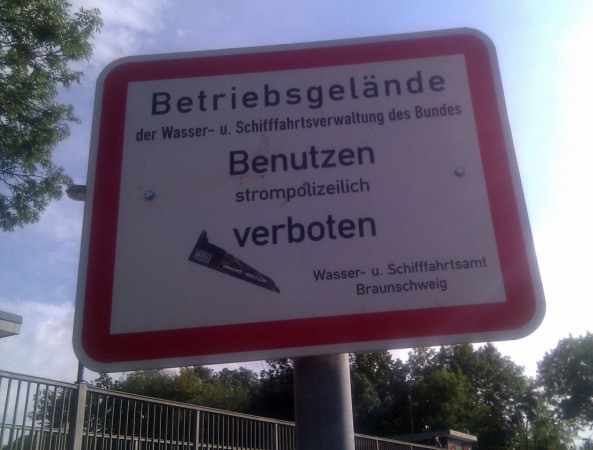 Betriebsgelände
der Wasser- u. Schifffahrtsverwaltung des Bundes
Benutzen
strompolizeilich
verboten
Wasser- u. Schifffahrtsamt
Braunschweig